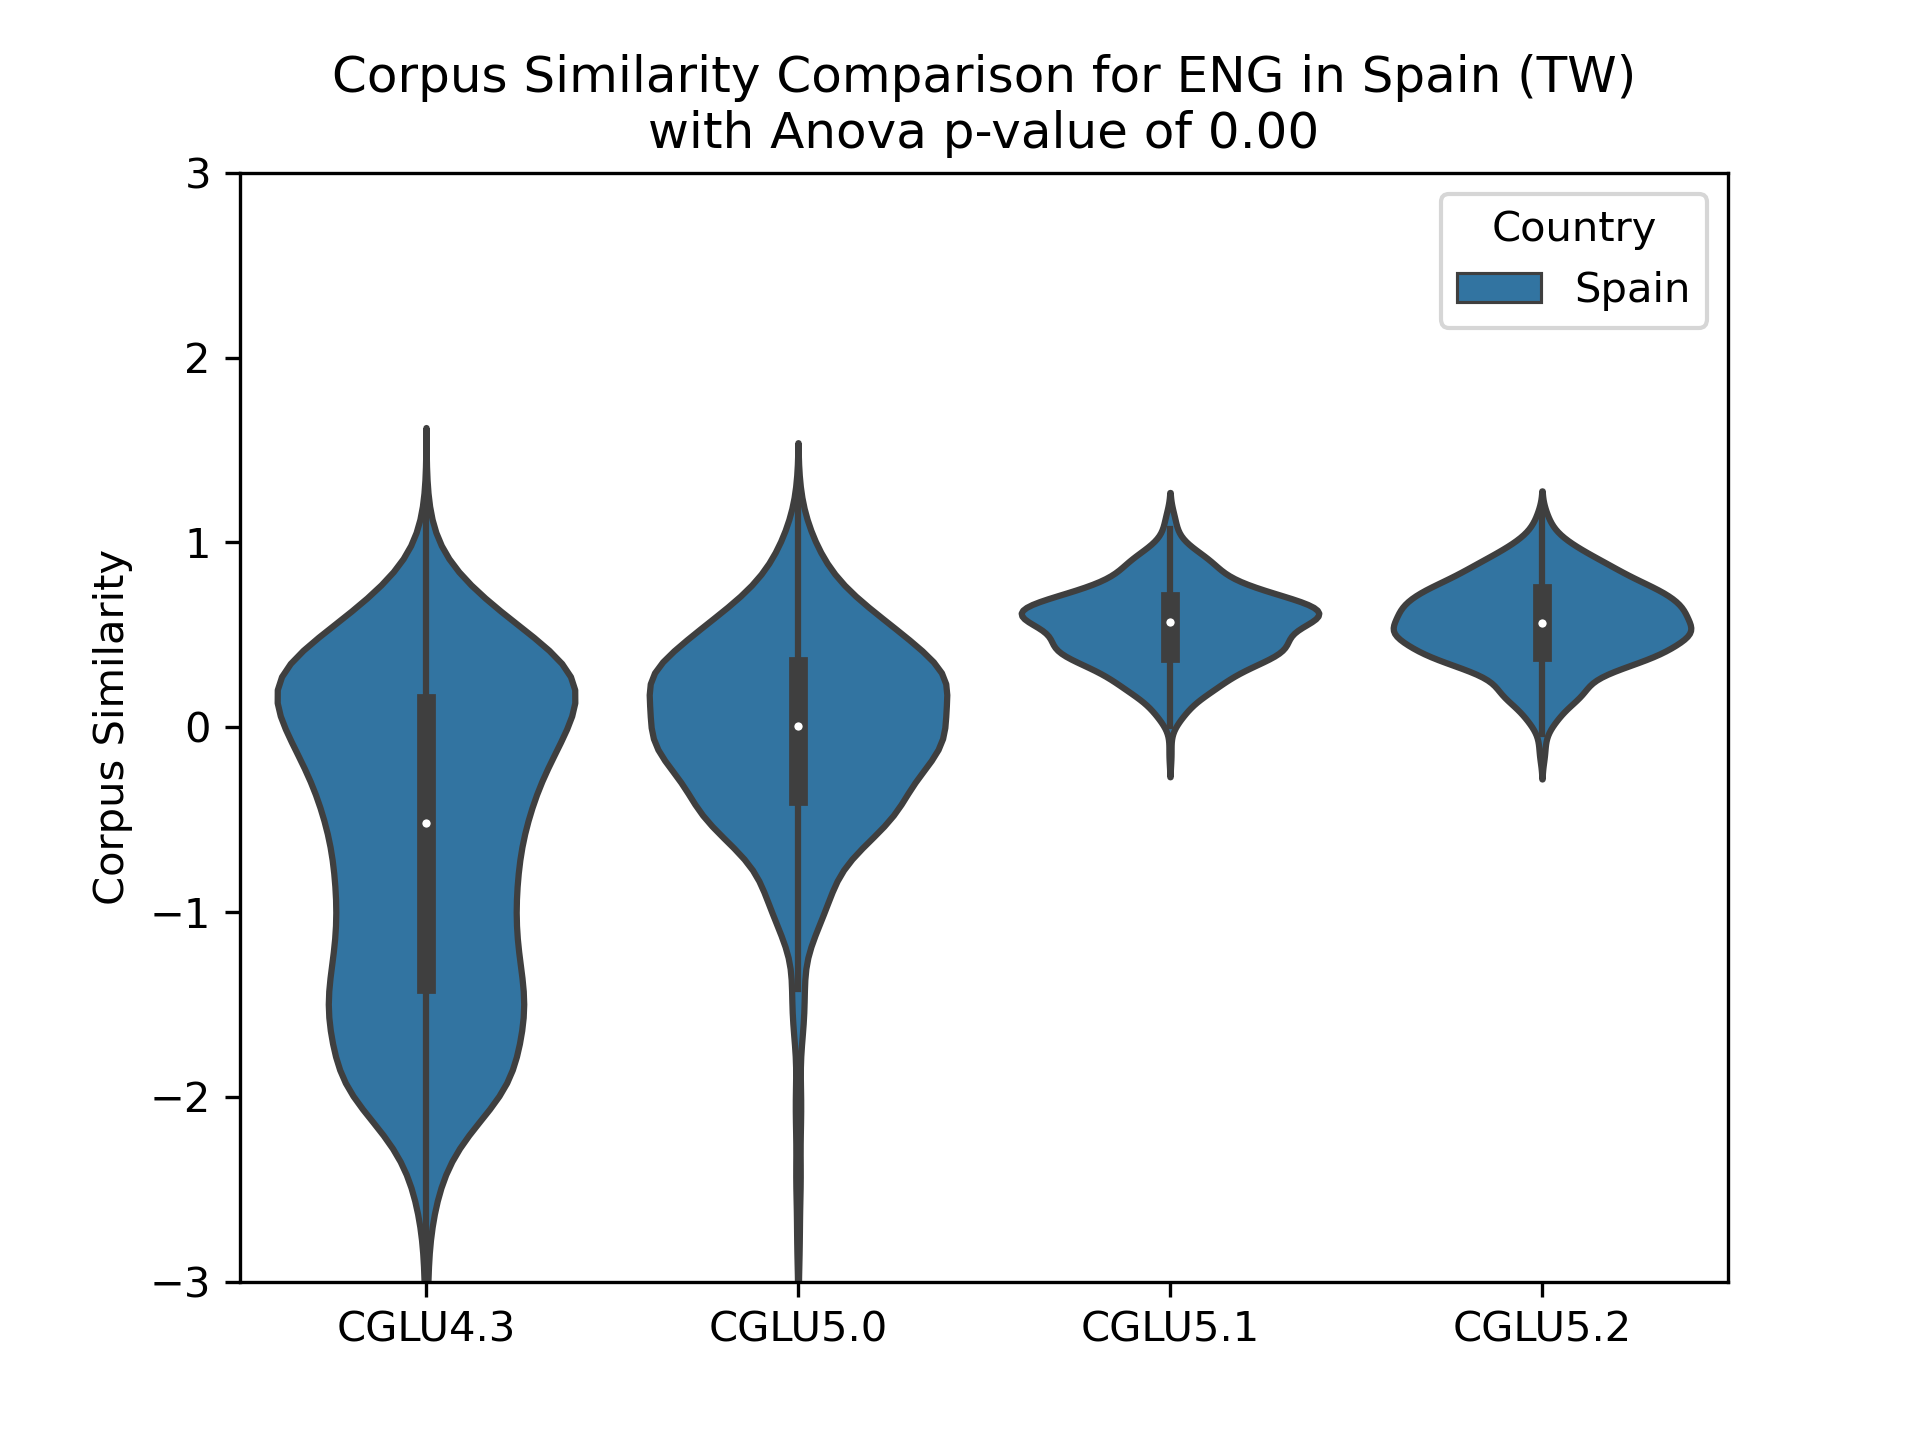 Corpus Similarity Comparison for ENG in Spain (TW)
with Anova p-value of 0.00
3
2
1
0
−1
−2
−3
Corpus Similarity
Country
Spain
CGLU4.3
CGLU5.0
CGLU5.1
CGLU5.2